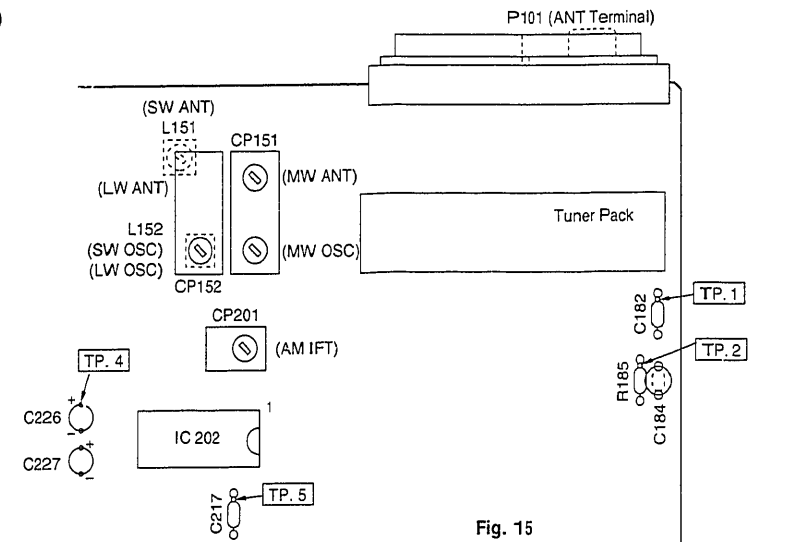 )
P101 (ANT Terminal)
(SW ANT)
L151
CP151
(LW ANT)
(MW ANT)
Tuner Pack
L152
(SW OSC)
(LW OSC)
(MW OSC)
CP152
C182
TP. 1
CP201
(AM IFT)
TP. 2
TP. 4
R185
C184
+
C226
-
1
IC 202
+
C227
-
C217
TP. 5
Fig. 15